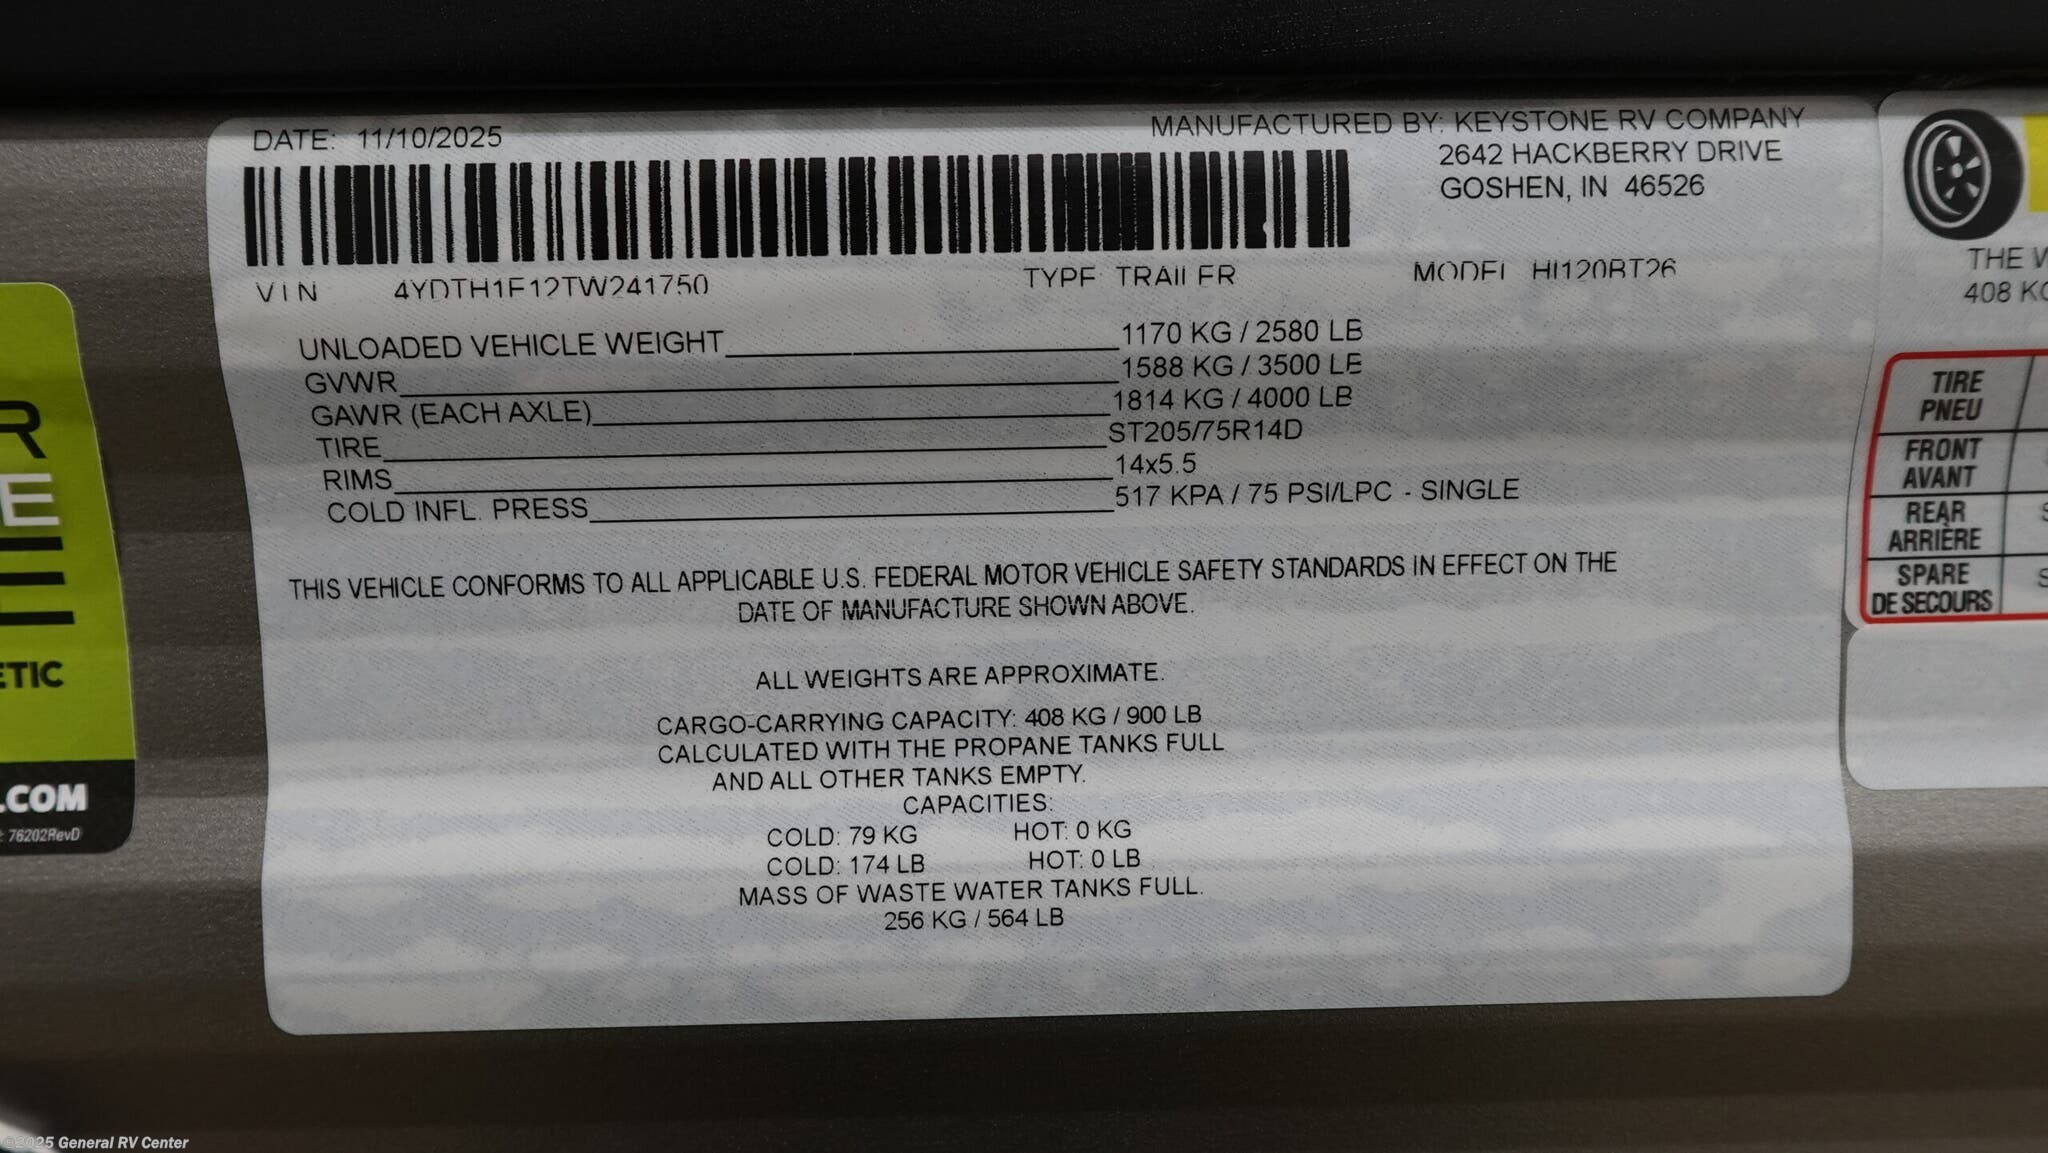 DATE: 11/10/2025
MANUFACTURED BY: KEYSTONE RV COMPANY
2642 HACKBERRY DRIVE
GOSHEN, IN 46526
VIN 4YDTH1F12TW241750 TYPE TRAILER MODEL HI120BT26
UNLOADED VEHICLE WEIGHT 1170 KG / 2580 LB
GVWR 1588 KG / 3500 LB
GAWR (EACH AXLE) 1814 KG / 4000 LB
TIRE ST205/75R14D
RIMS 14x5.5
COLD INFL. PRESS 517 KPA / 75 PSI/LPC - SINGLE
THIS VEHICLE CONFORMS TO ALL APPLICABLE U.S. FEDERAL MOTOR VEHICLE SAFETY STANDARDS IN EFFECT ON THE
DATE OF MANUFACTURE SHOWN ABOVE.
ALL WEIGHTS ARE APPROXIMATE.
CARGO-CARRYING CAPACITY: 408 KG / 900 LB
CALCULATED WITH THE PROPANE TANKS FULL
AND ALL OTHER TANKS EMPTY.
CAPACITIES:
COLD: 79 KG HOT: 0 KG
COLD: 174 LB HOT: 0 LB
MASS OF WASTE WATER TANKS FULL.
256 KG / 564 LB
THE
408
TIRE
PNEU
FRONT
AVANT
REAR
ARRIÈRE
SPARE
DE SECOURS
R
E
ETIC
.COM
76202RevD
©2025 General RV Center